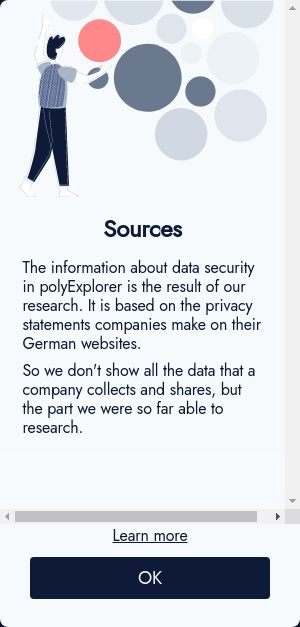 Sources
The information about data security
in polyExplorer is the result of our
research. It is based on the privacy
statements companies make on their
German websites.
So we don't show all the data that a
company collects and shares, but
the part we were so far able to
research.
Learn more
OK